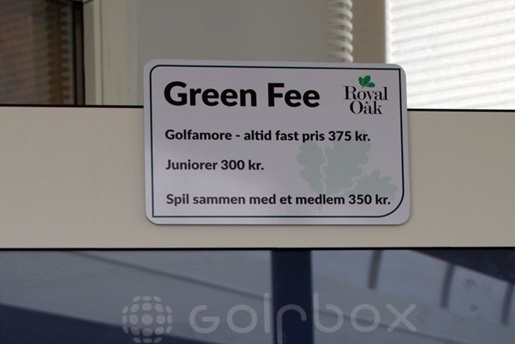 Green Fee
Royal
Oak
Golfamore - altid fast pris 375 kr.
Juniorer 300 kr.
Spil sammen med et medlem 350 kr.
Golfbox